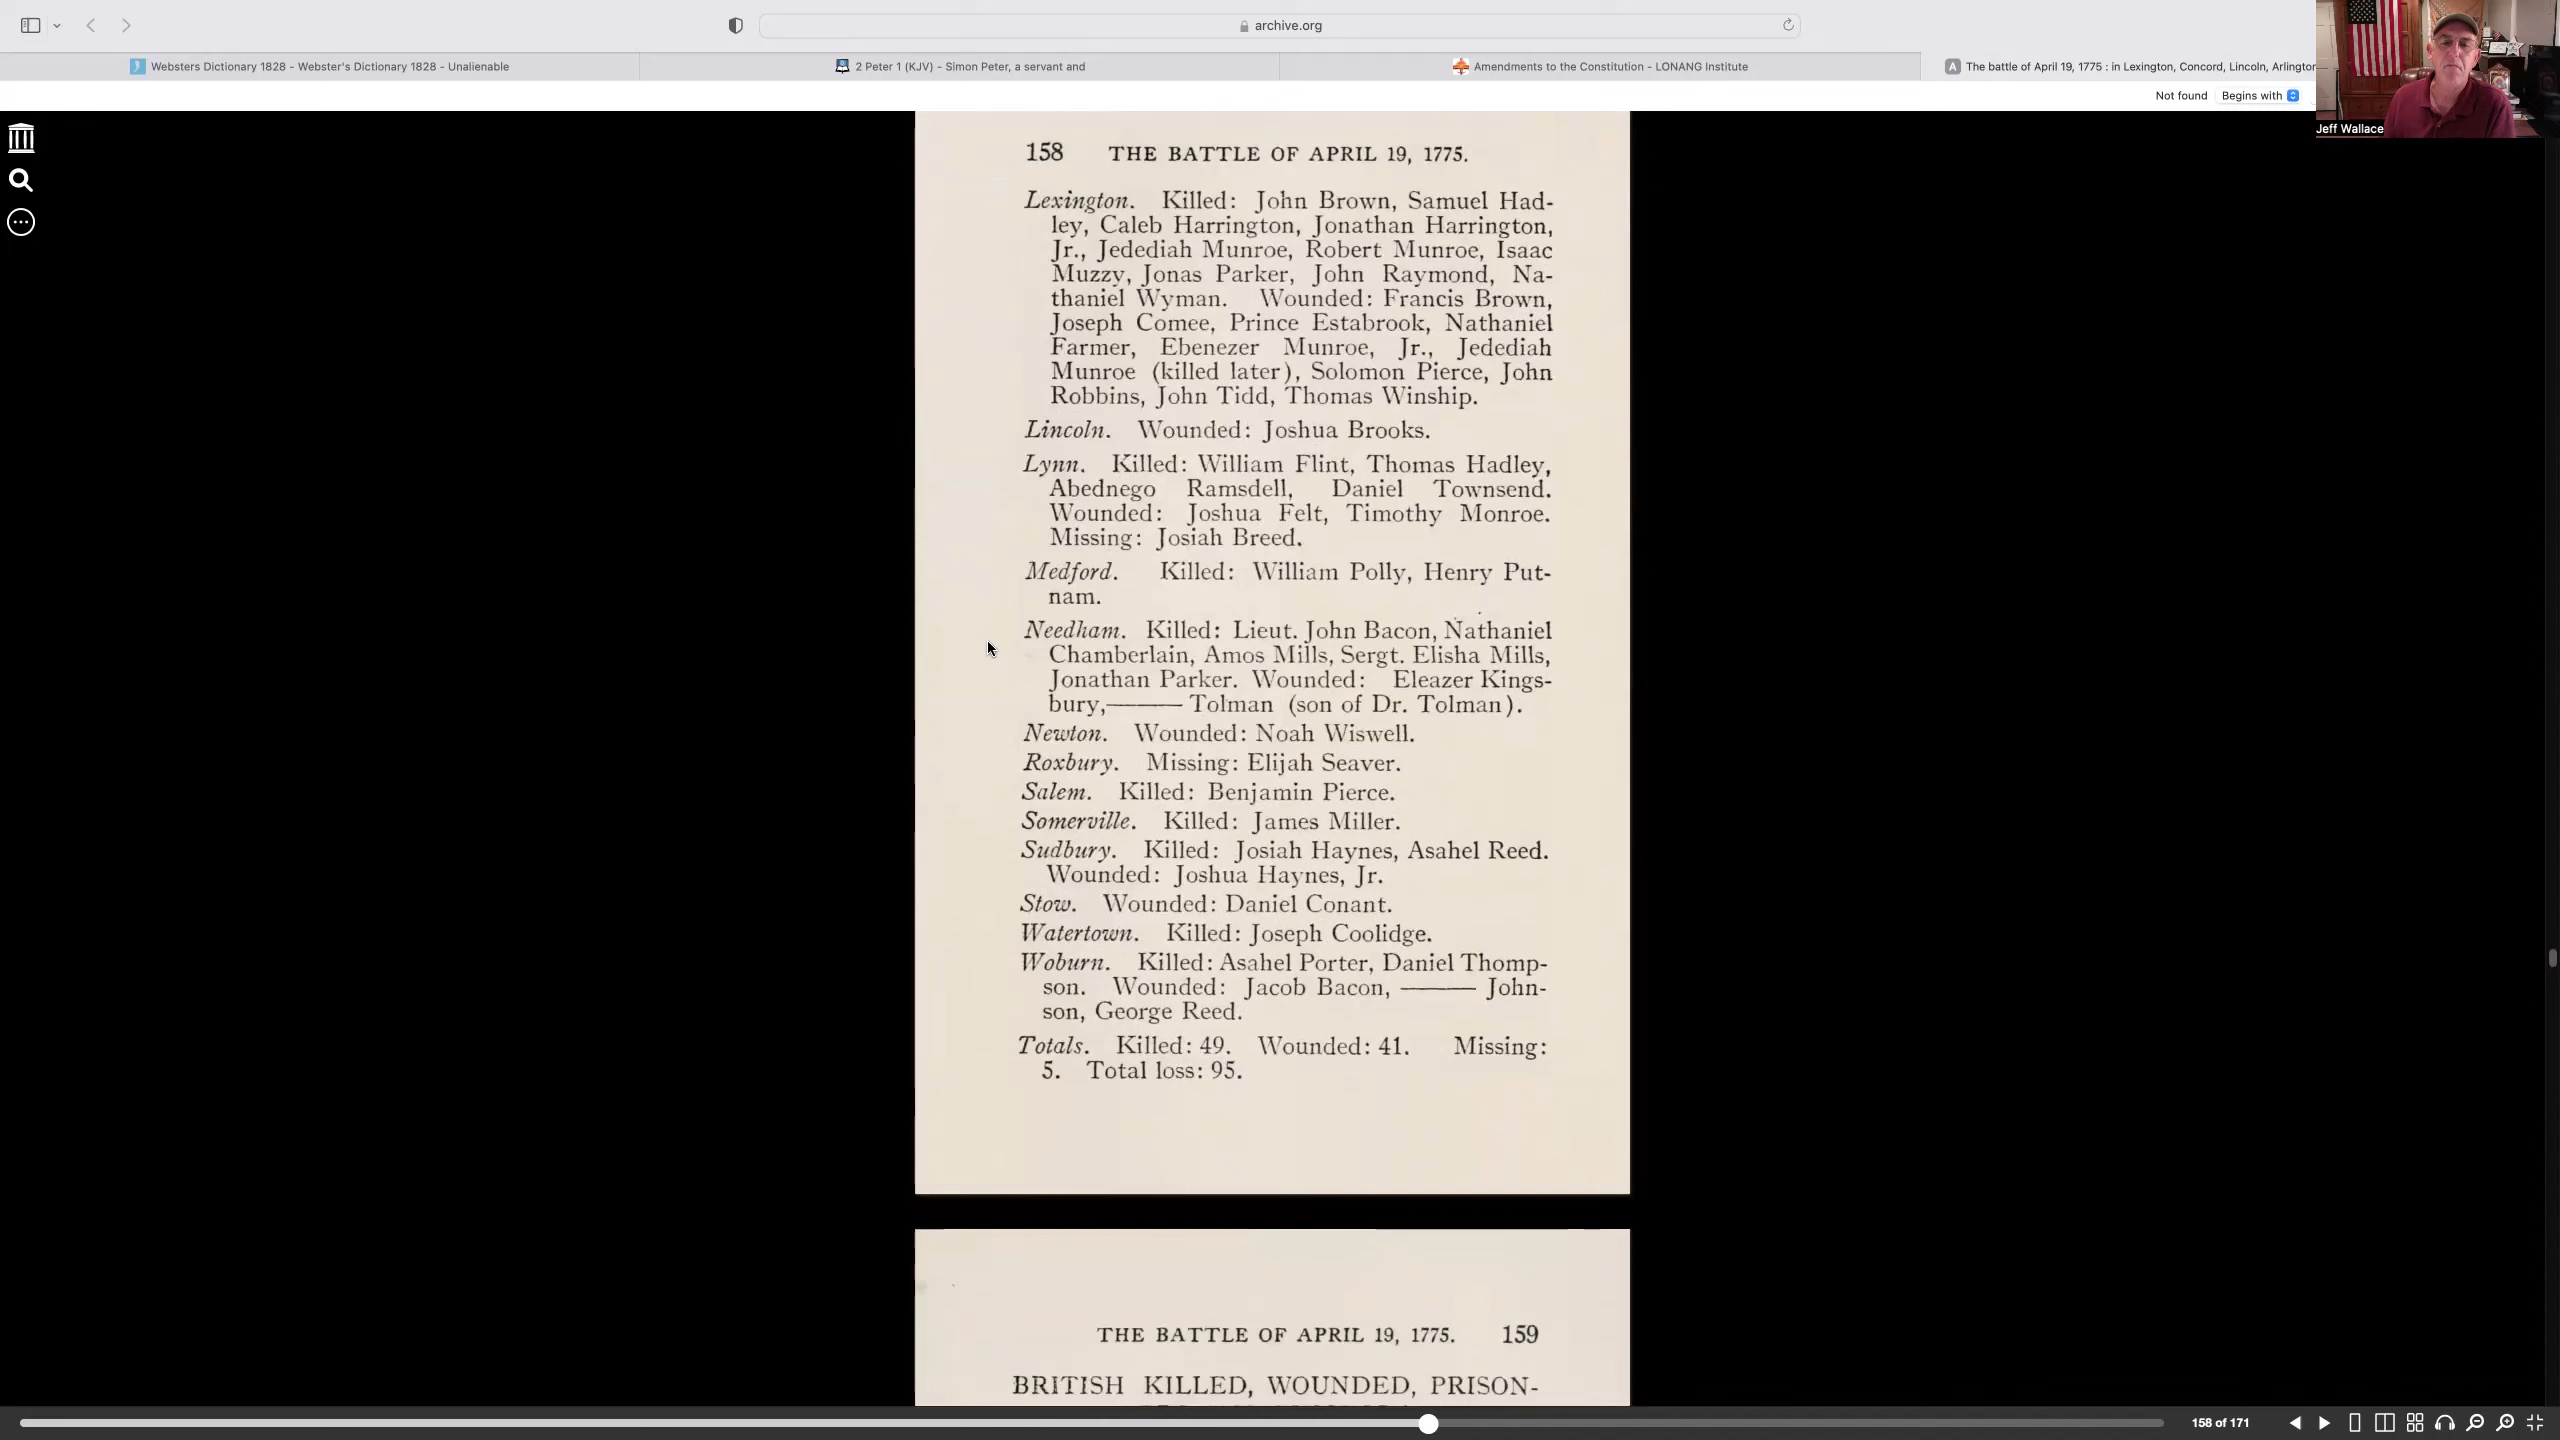 archive.org
Websters Dictionary 1828 - Webster's Dictionary 1828 - Unalienable
2 Peter 1 (KJV) - Simon Peter, a servant and
Amendments to the Constitution - LONANG Institute
A The battle of April 19, 1775 : in Lexington, Concord, Lincoln, Arlington
Not found Begins with
Jeff Wallace
158 THE BATTLE OF APRIL 19, 1775.
Lexington. Killed: John Brown, Samuel Had-
ley, Caleb Harrington, Jonathan Harrington,
Jr., Jedediah Munroe, Robert Munroe, Isaac
Muzzy, Jonas Parker, John Raymond, Na-
thaniel Wyman. Wounded: Francis Brown,
Joseph Comee, Prince Estabrook, Nathaniel
Farmer, Ebenezer Munroe, Jr., Jedediah
Munroe (killed later), Solomon Pierce, John
Robbins, John Tidd, Thomas Winship.
Lincoln. Wounded: Joshua Brooks.
Lynn. Killed: William Flint, Thomas Hadley,
Abednego Ramsdell, Daniel Townsend.
Wounded: Joshua Felt, Timothy Monroe.
Missing: Josiah Breed.
Medford. Killed: William Polly, Henry Put-
nam.
Needham. Killed: Lieut. John Bacon, Nathaniel
Chamberlain, Amos Mills, Sergt. Elisha Mills,
Jonathan Parker. Wounded: Eleazer Kings-
bury,——— Tolman (son of Dr. Tolman).
Newton. Wounded: Noah Wiswell.
Roxbury. Missing: Elijah Seaver.
Salem. Killed: Benjamin Pierce.
Somerville. Killed: James Miller.
Sudbury. Killed: Josiah Haynes, Asahel Reed.
Wounded: Joshua Haynes, Jr.
Stow. Wounded: Daniel Conant.
Watertown. Killed: Joseph Coolidge.
Woburn. Killed: Asahel Porter, Daniel Thomp-
son. Wounded: Jacob Bacon, ——— John-
son, George Reed.
Totals. Killed: 49. Wounded: 41. Missing:
5. Total loss: 95.
THE BATTLE OF APRIL 19, 1775. 159
BRITISH KILLED, WOUNDED, PRISON-
158 of 171